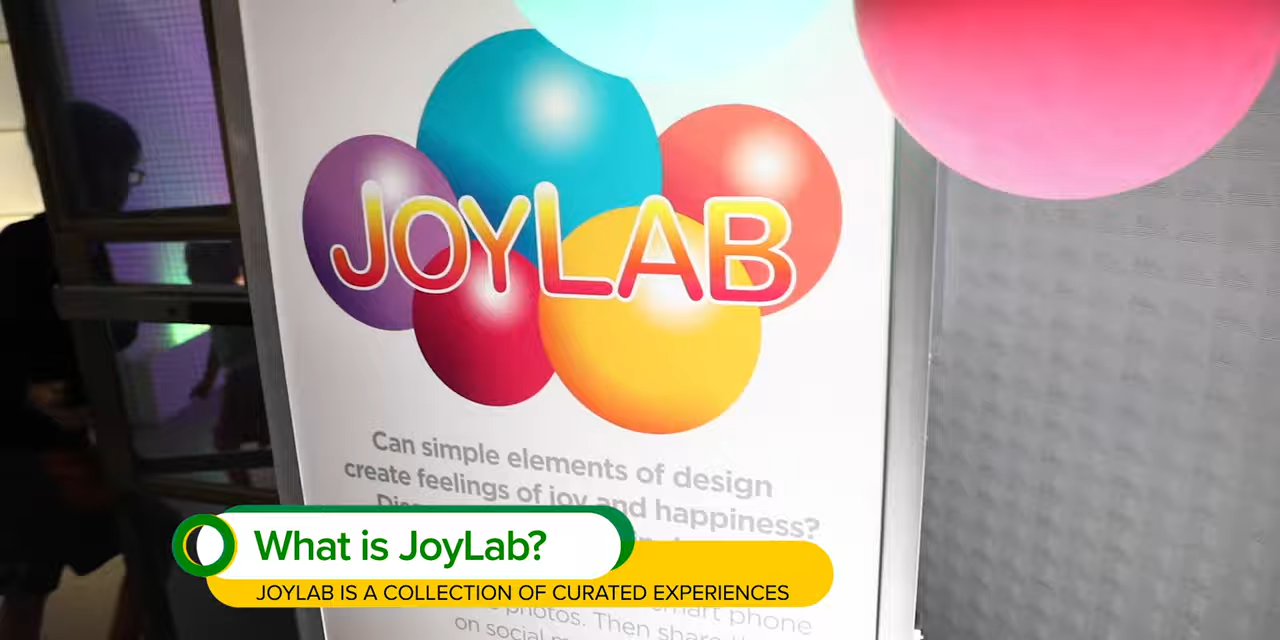 JOYLAB
Can simple elements of design
create feelings of joy and happiness?
What is JoyLab?
JOYLAB IS A COLLECTION OF CURATED EXPERIENCES
photos. Then share
phone
on social